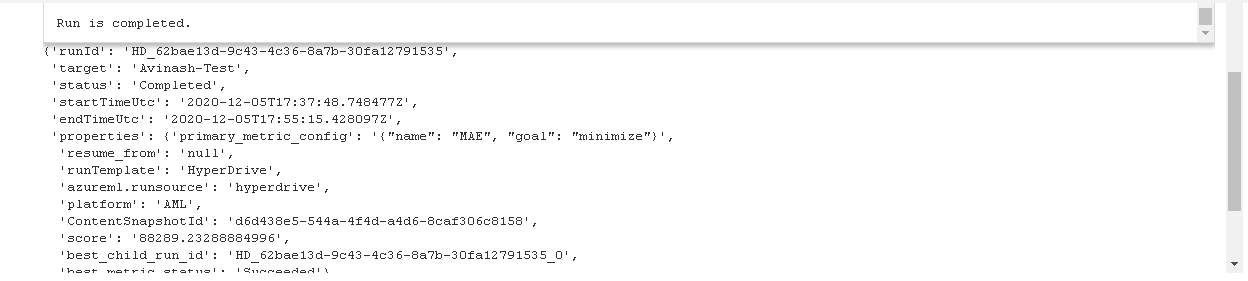 Run is completed.
{'runId': 'HD_62bae13d-9c43-4c36-8a7b-30fa12791535',
'target': 'Avinash-Test',
'status': 'Completed',
'startTimeUtc': '2020-12-05T17:37:48.748477Z',
'endTimeUtc': '2020-12-05T17:55:15.428097Z',
'properties': {'primary_metric_config': '{"name": "MAE", "goal": "minimize"}',
'resume_from': 'null',
'runTemplate': 'HyperDrive',
'azureml.runsource': 'hyperdrive',
'platform': 'AML',
'ContentSnapshotId': 'd6d438e5-544a-4f4d-a4d6-8caf306c8158',
'score': '88289.23288884996',
'best_child_run_id': 'HD_62bae13d-9c43-4c36-8a7b-30fa12791535_0',
'best_metric_status': 'Succeeded'}